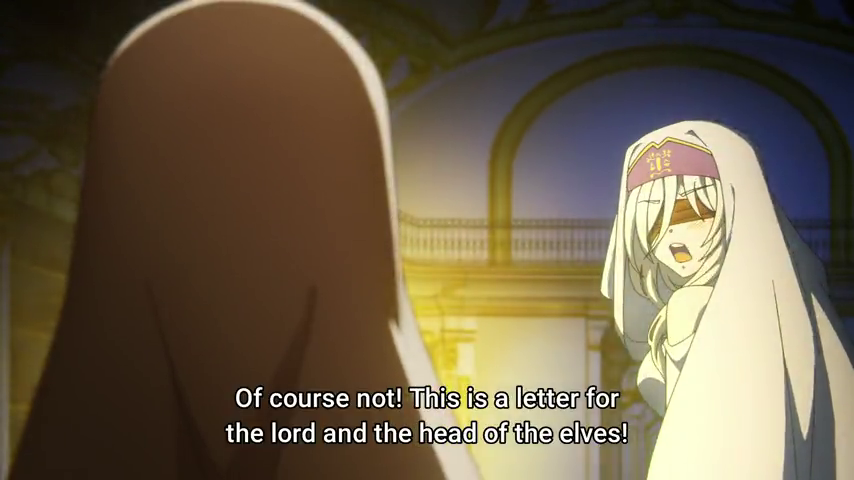 Of course not! This is a letter for
the lord and the head of the elves!